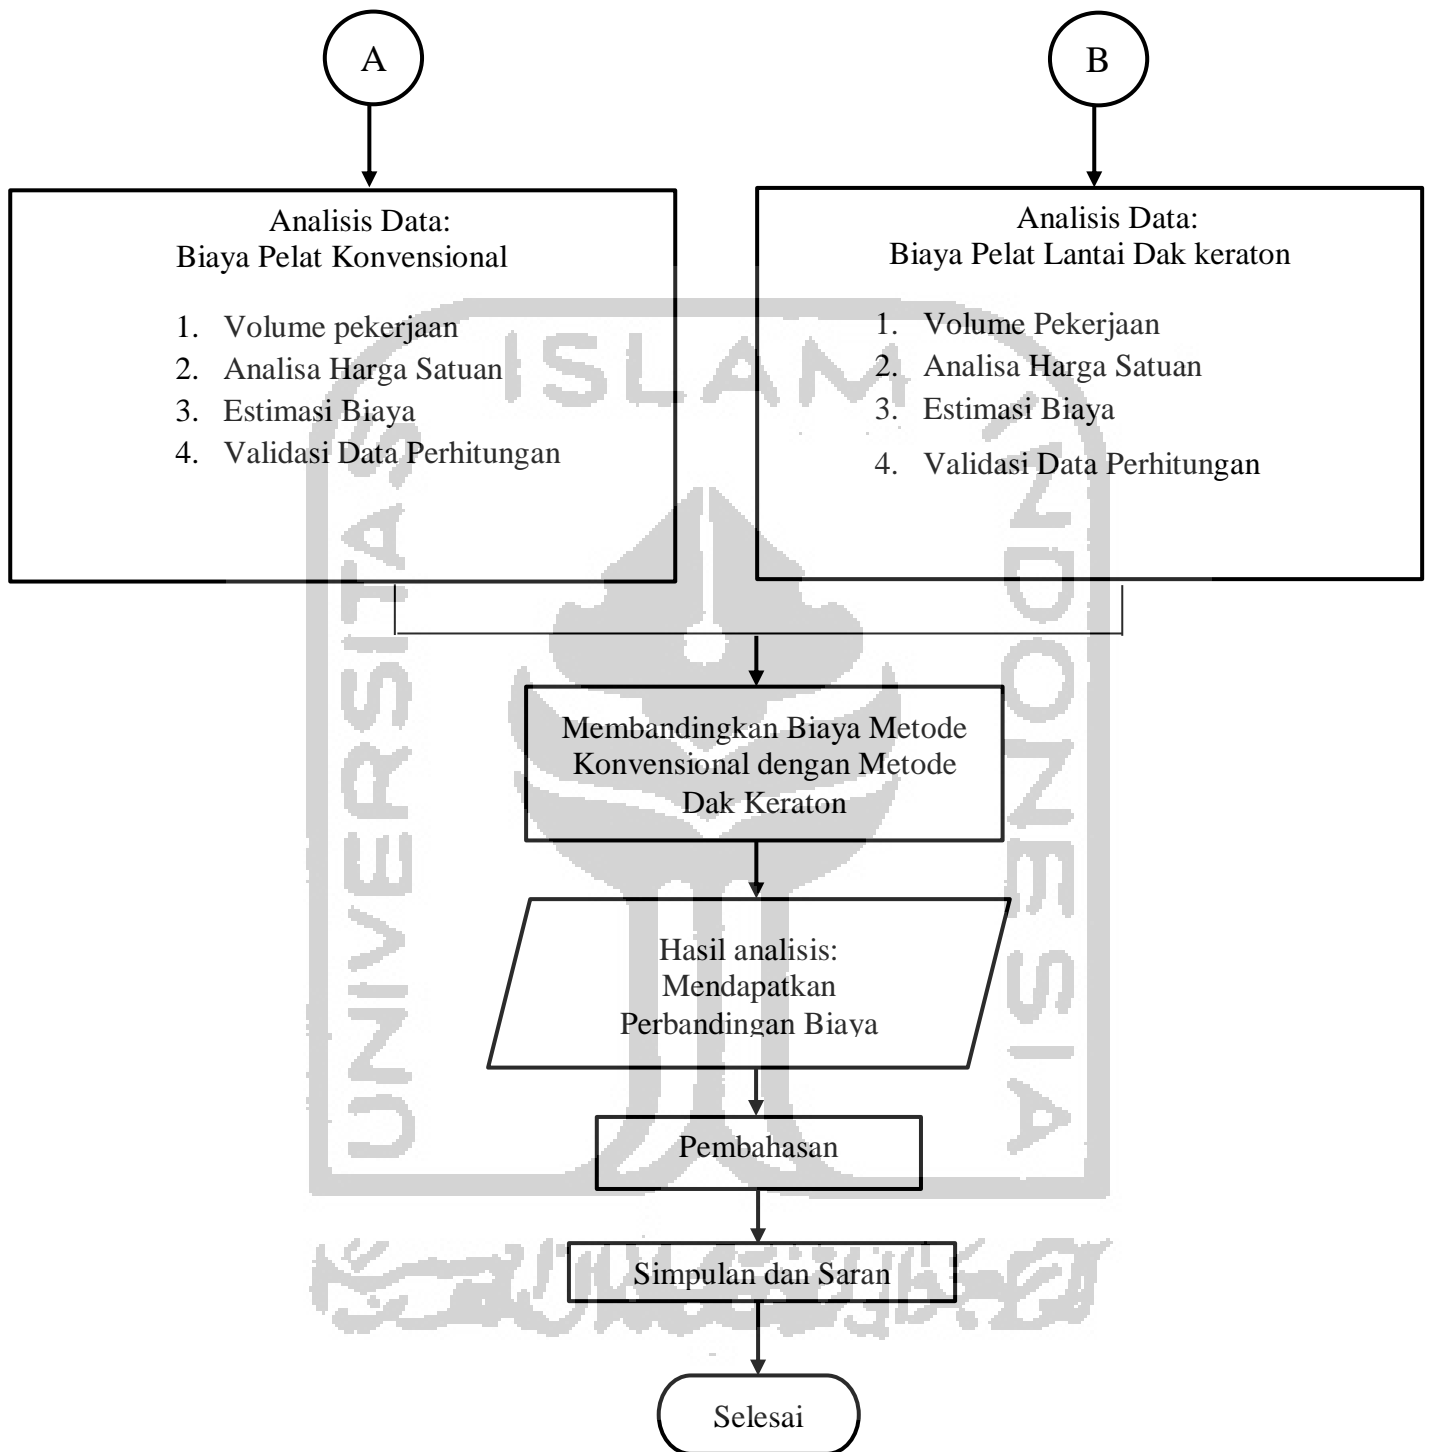 A
B
Analisis Data:
Biaya Pelat Konvensional
1. Volume pekerjaan
2. Analisa Harga Satuan
3. Estimasi Biaya
4. Validasi Data Perhitungan
Analisis Data:
Biaya Pelat Lantai Dak keraton
1. Volume Pekerjaan
2. Analisa Harga Satuan
3. Estimasi Biaya
4. Validasi Data Perhitungan
Membandingkan Biaya Metode
Konvensional dengan Metode
Dak Keraton
Hasil analisis:
Mendapatkan
Perbandingan Biaya
Pembahasan
Simpulan dan Saran
Selesai
UNIVERSITAS
ISLAM
INDONESIA